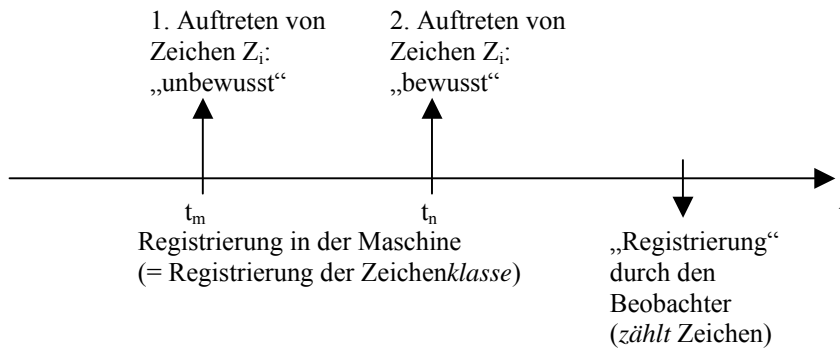 1. Auftreten von
Zeichen Zᵢ:
„unbewusst“
2. Auftreten von
Zeichen Zᵢ:
„bewusst“
tₘ
tₙ
Registrierung in der Maschine
(= Registrierung der Zeichenklasse)
„Registrierung“
durch den
Beobachter
(zählt Zeichen)